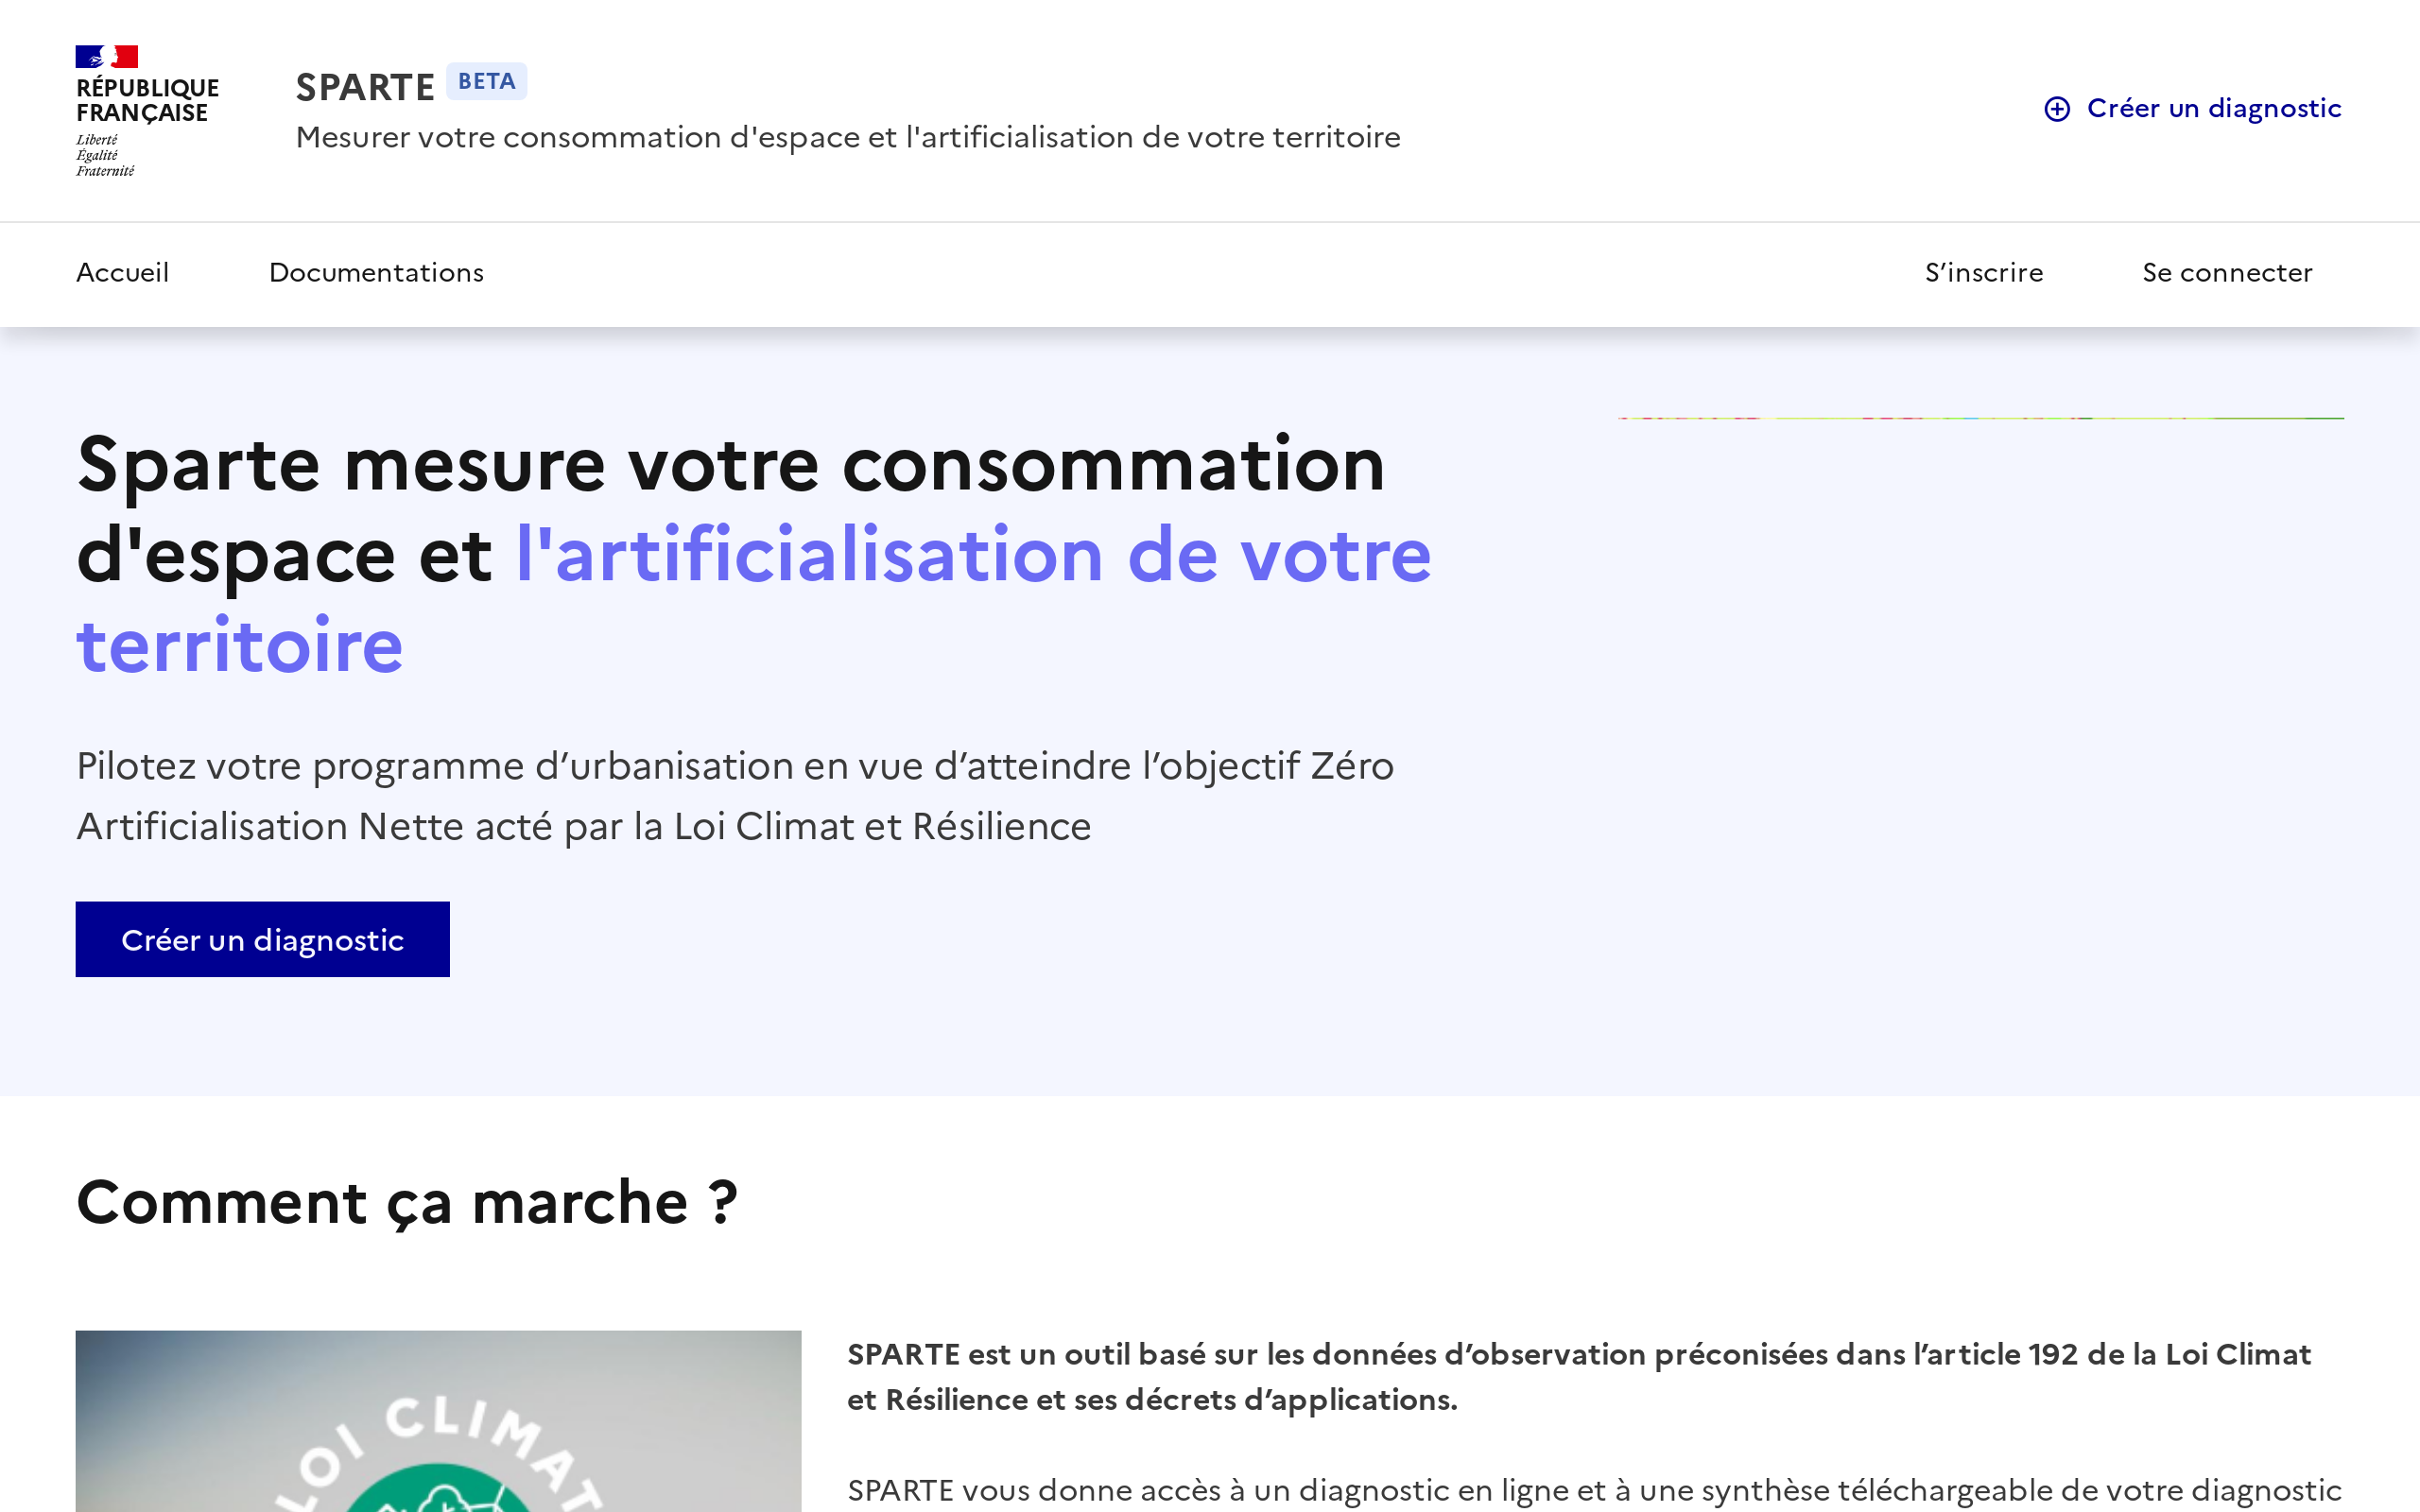 RÉPUBLIQUE
FRANÇAISE
Liberté
Égalité
Fraternité
SPARTE BETA
Mesurer votre consommation d'espace et l'artificialisation de votre territoire
Créer un diagnostic
Accueil
Documentations
S’inscrire
Se connecter
Sparte mesure votre consommation
d'espace et l'artificialisation de votre
territoire
Pilotez votre programme d’urbanisation en vue d’atteindre l’objectif Zéro
Artificialisation Nette acté par la Loi Climat et Résilience
Créer un diagnostic
Comment ça marche ?
LOI CLIMAT
SPARTE est un outil basé sur les données d’observation préconisées dans l’article 192 de la Loi Climat
et Résilience et ses décrets d’applications.
SPARTE vous donne accès à un diagnostic en ligne et à une synthèse téléchargeable de votre diagnostic